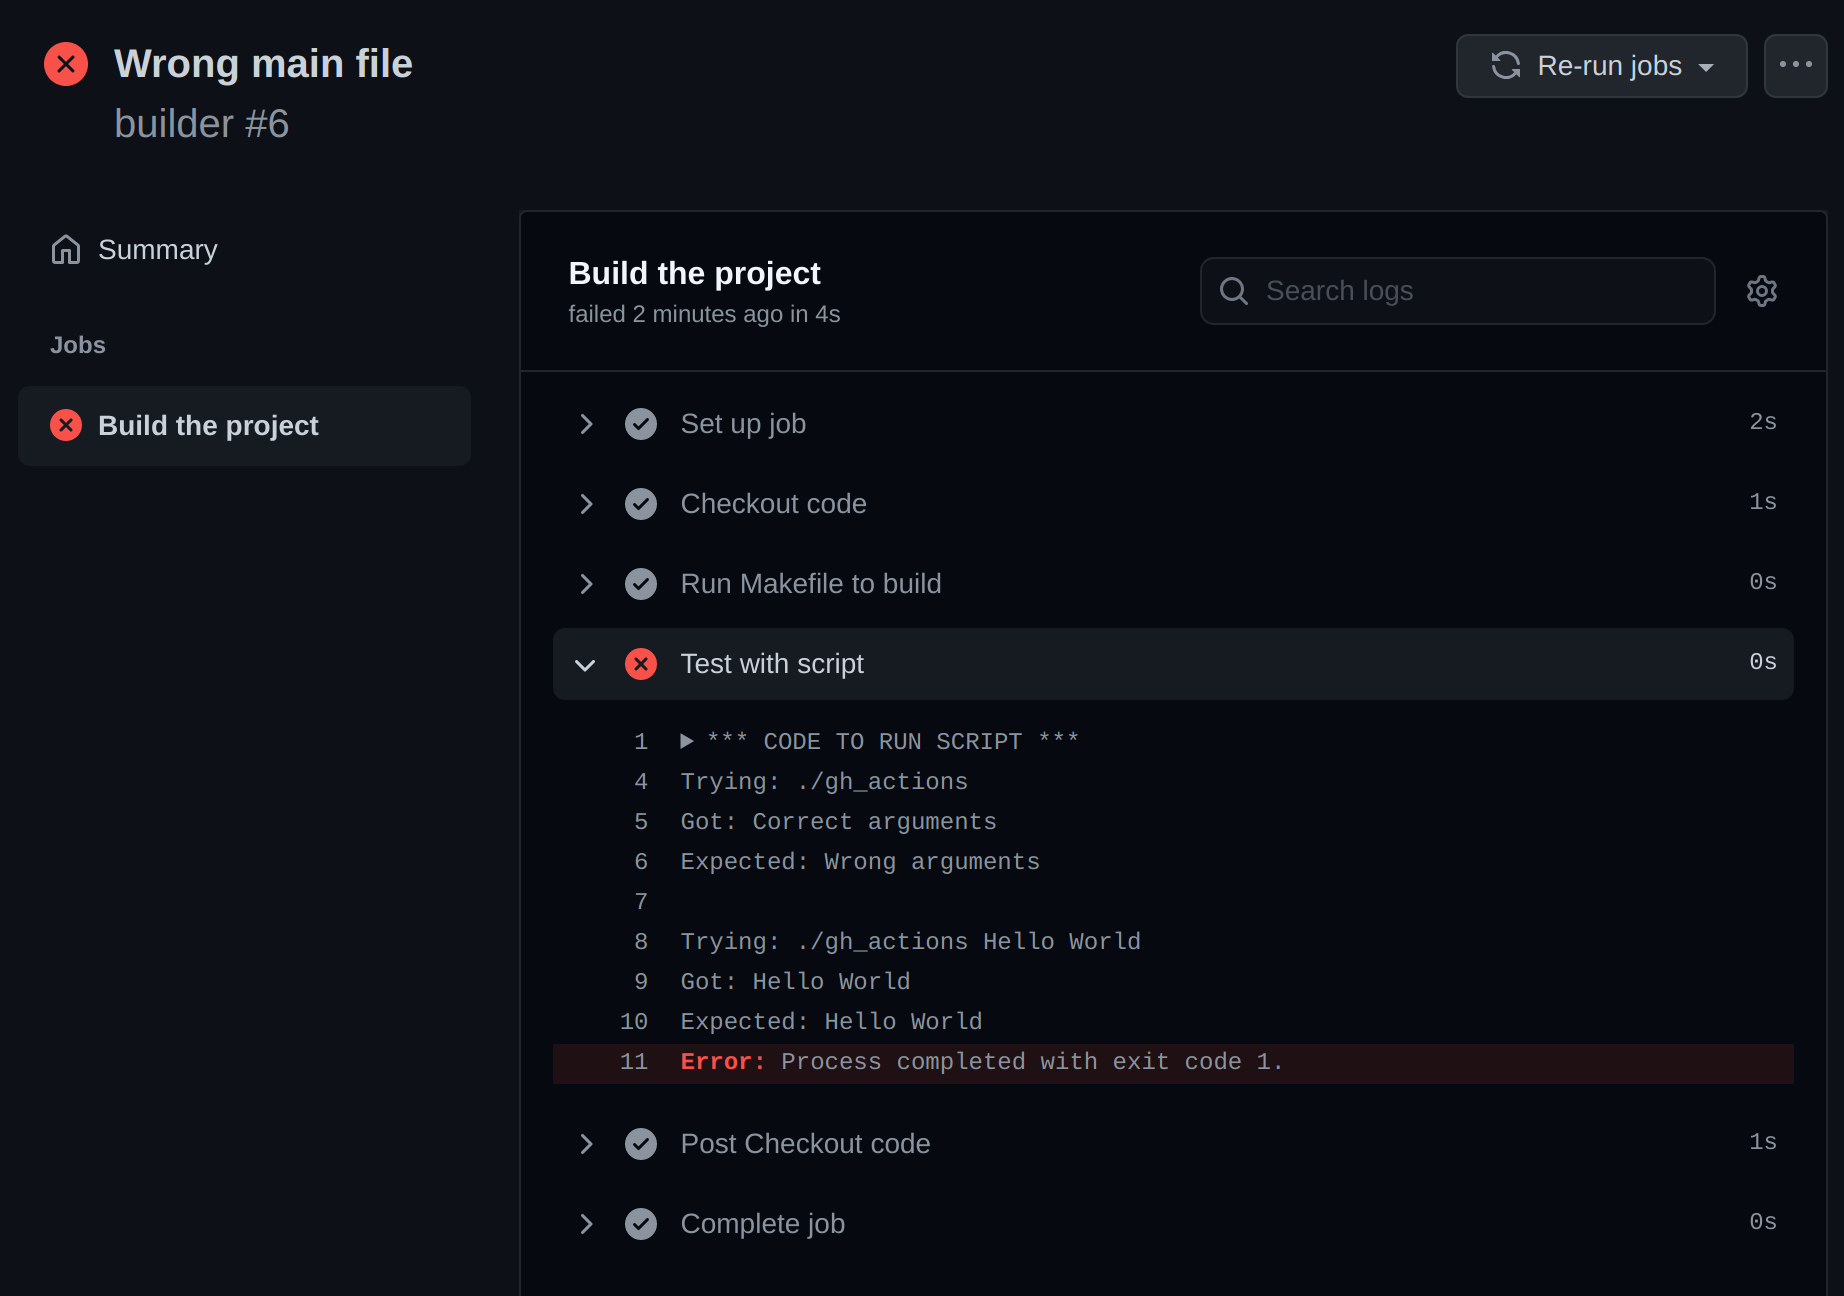 Wrong main file
builder #6
Re-run jobs
Summary
Jobs
Build the project
Build the project
failed 2 minutes ago in 4s
Search logs
Set up job 2s
Checkout code 1s
Run Makefile to build 0s
Test with script 0s
1 *** CODE TO RUN SCRIPT ***
4 Trying: ./gh_actions
5 Got: Correct arguments
6 Expected: Wrong arguments
7
8 Trying: ./gh_actions Hello World
9 Got: Hello World
10 Expected: Hello World
11 Error: Process completed with exit code 1.
Post Checkout code 1s
Complete job 0s